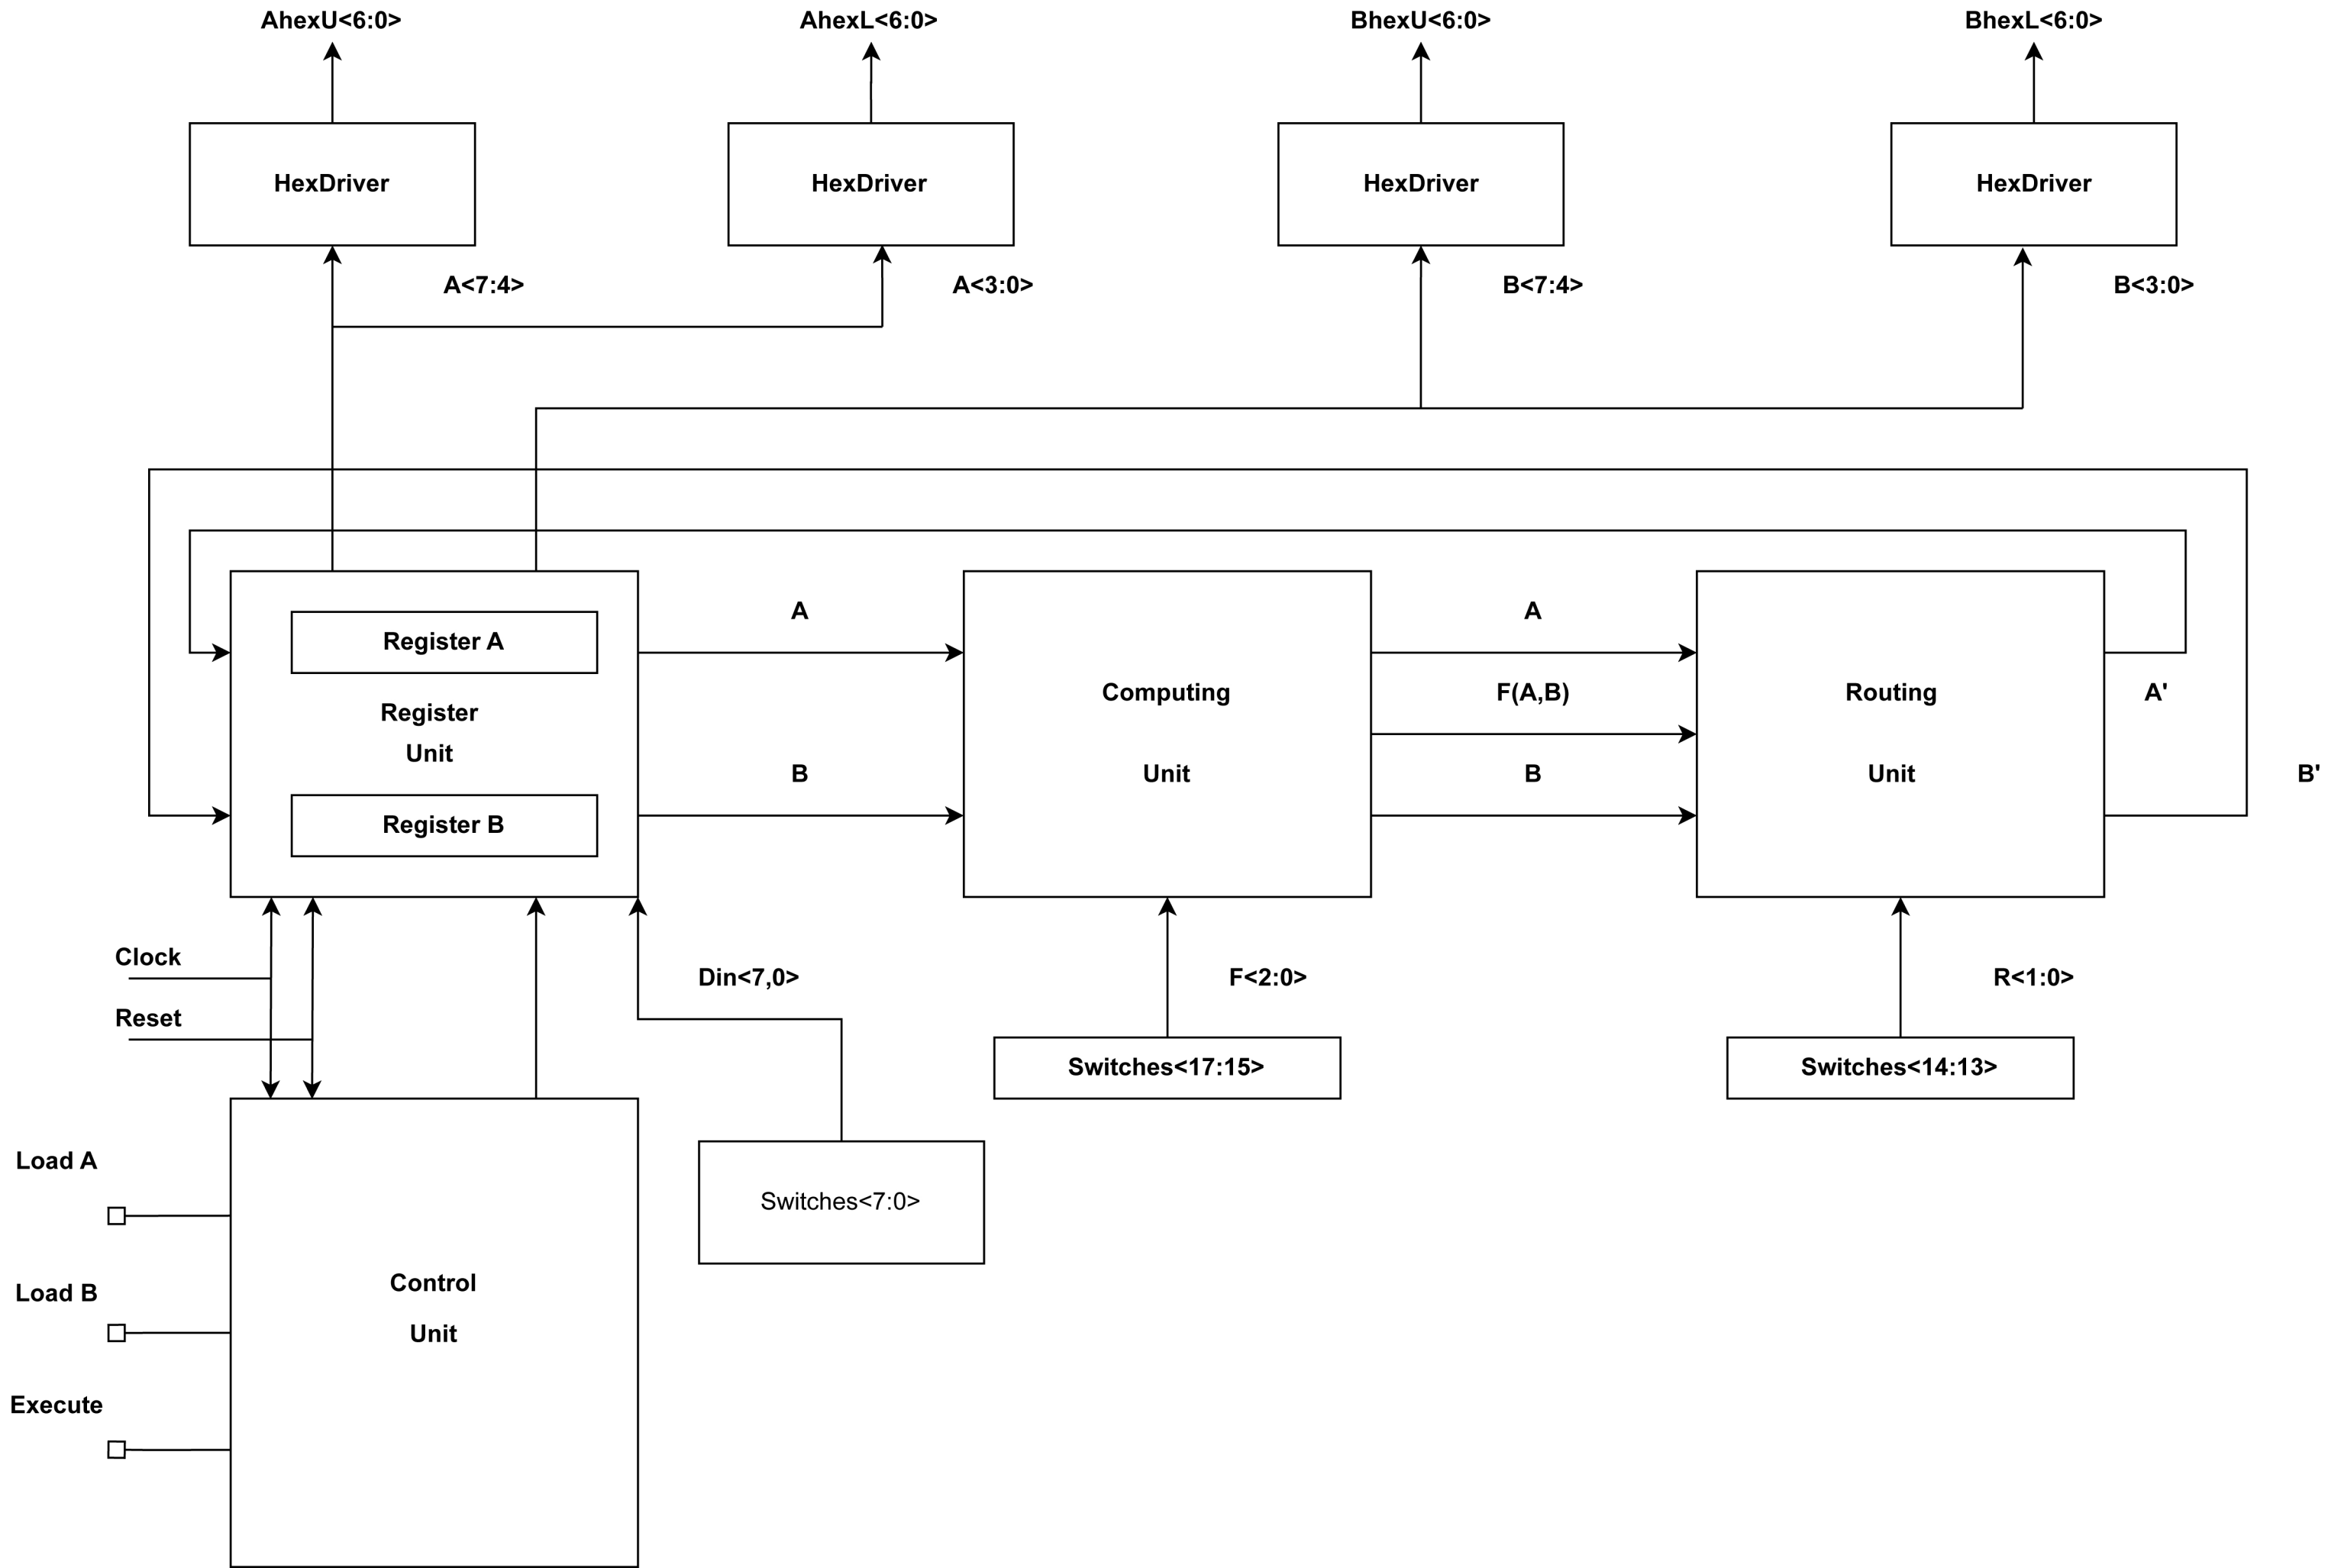 AhexU<6:0>
AhexL<6:0>
BhexU<6:0>
BhexL<6:0>
HexDriver
HexDriver
HexDriver
HexDriver
A<7:4>
A<3:0>
B<7:4>
B<3:0>
Register A
Register
Unit
Register B
A
B
Computing
Unit
A
F(A,B)
B
Routing
Unit
A'
B'
Clock
Reset
Din<7,0>
F<2:0>
R<1:0>
Switches<17:15>
Switches<14:13>
Switches<7:0>
Load A
Load B
Execute
Control
Unit